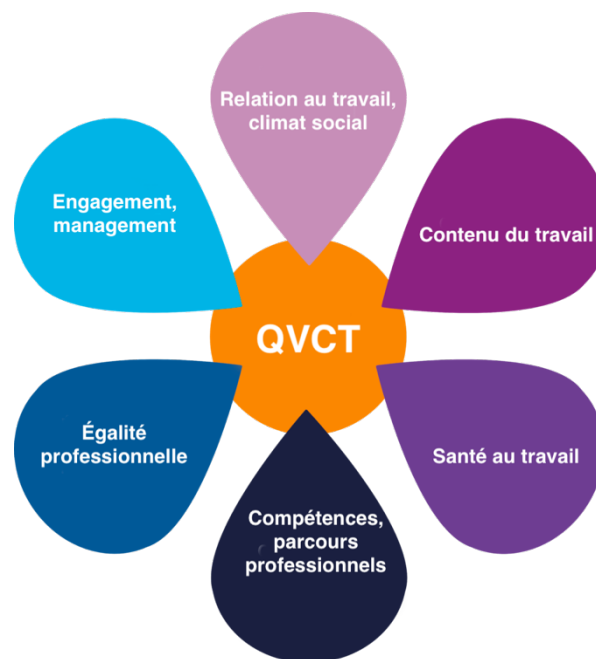 Relation au travail,
climat social
Engagement,
management
Contenu du travail
QVCT
Égalité
professionnelle
Santé au travail
Compétences,
parcours
professionnels